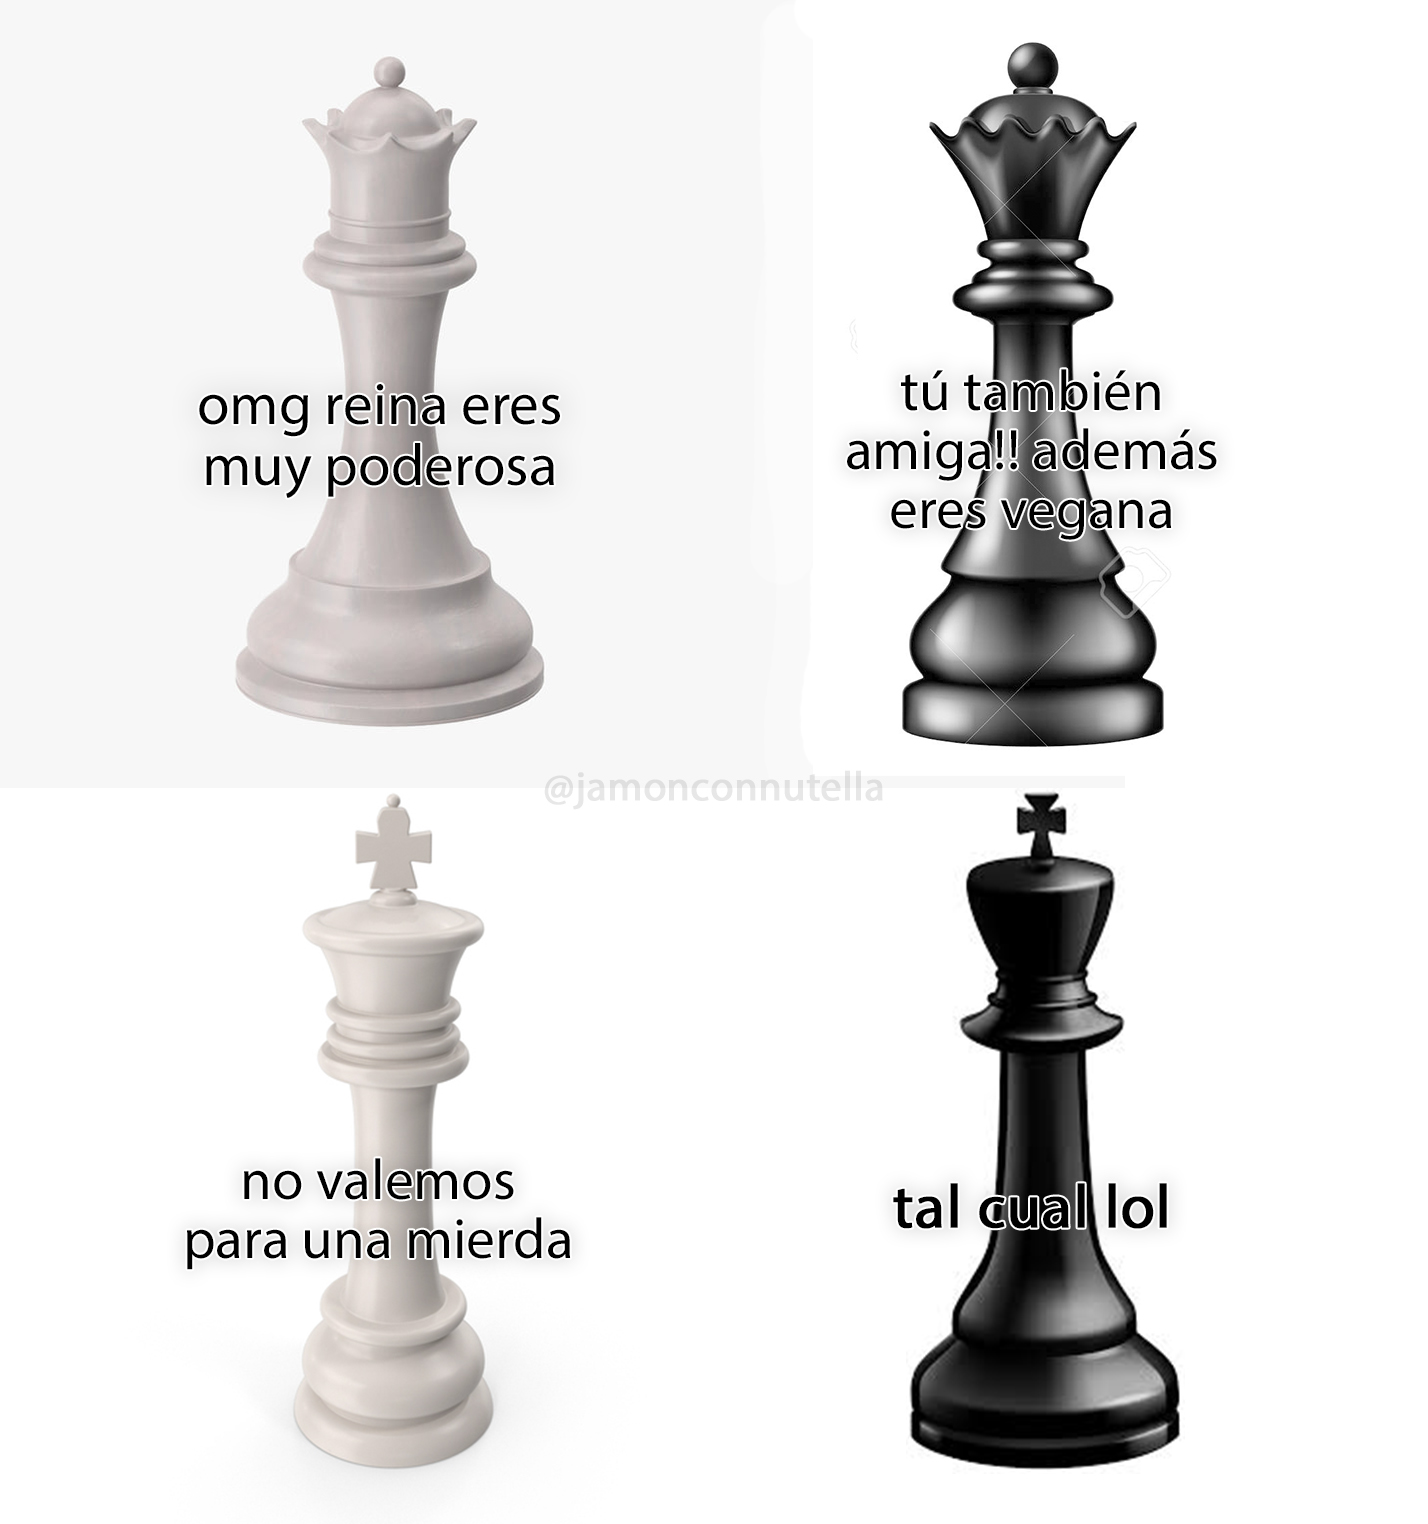 omg reina eres
muy poderosa
tú también
amiga!! además
eres vegana
@jamonconnutella
no valemos
para una mierda
tal cual lol